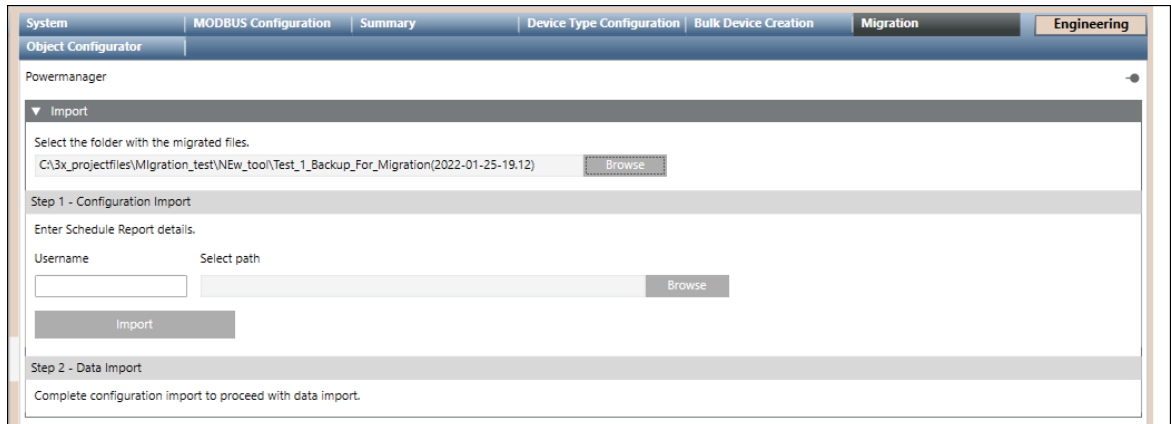 System MODBUS Configuration Summary Device Type Configuration Bulk Device Creation Migration Engineering
Object Configurator
Powermanager
Import
Select the folder with the migrated files.
C:\3x_projectfiles\MIgration_test\NEw_tool\Test_1_Backup_For_Migration(2022-01-25-19.12) Browse
Step 1 - Configuration Import
Enter Schedule Report details.
Username Select path
Browse
Import
Step 2 - Data Import
Complete configuration import to proceed with data import.